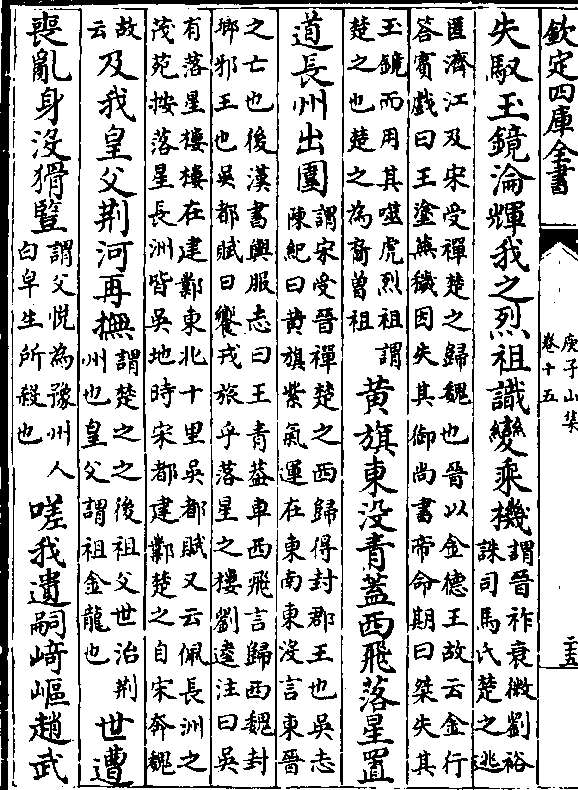 欽定四庫全書
庚子山集
卷十五
二五
失馭玉鏡淪輝我之烈祖識變乘機
謂晉祚衰微劉裕
誅司馬氏楚之逃
匿濟江及宋受禪楚之歸魏也晉以金德王故云金行
答賓戲曰王塗蕪穢因失其御尚書帝命期曰桀失其
玉鏡而用其噬虎烈祖謂
楚之也楚之為裔曾祖
黃旗東没青蓋西飛落星置
道長州出圍
謂宋受晉禪楚之西歸得封郡王也吳志
陳紀曰黄旗紫氣運在東南東没言東晉
之亡也後漢書輿服志曰王青葢車西飛言歸西魏封
瑯邪王也吳都賦曰饗戎旅乎落星之樓劉逵注曰吳
有落星樓樓在建鄴東北十里吳都賦又云佩長洲之
茂苑按落星長洲皆吳地時宋都建鄴楚之自宋奔魏
故
云
及我皇父荆河再撫
謂楚之之後祖父世治荆
州也皇父謂祖金龍也
世遭
喪亂身没猾豎
謂父悅為豫州人
白皁生所殺也
嗟我遺嗣﨑嶇趙武